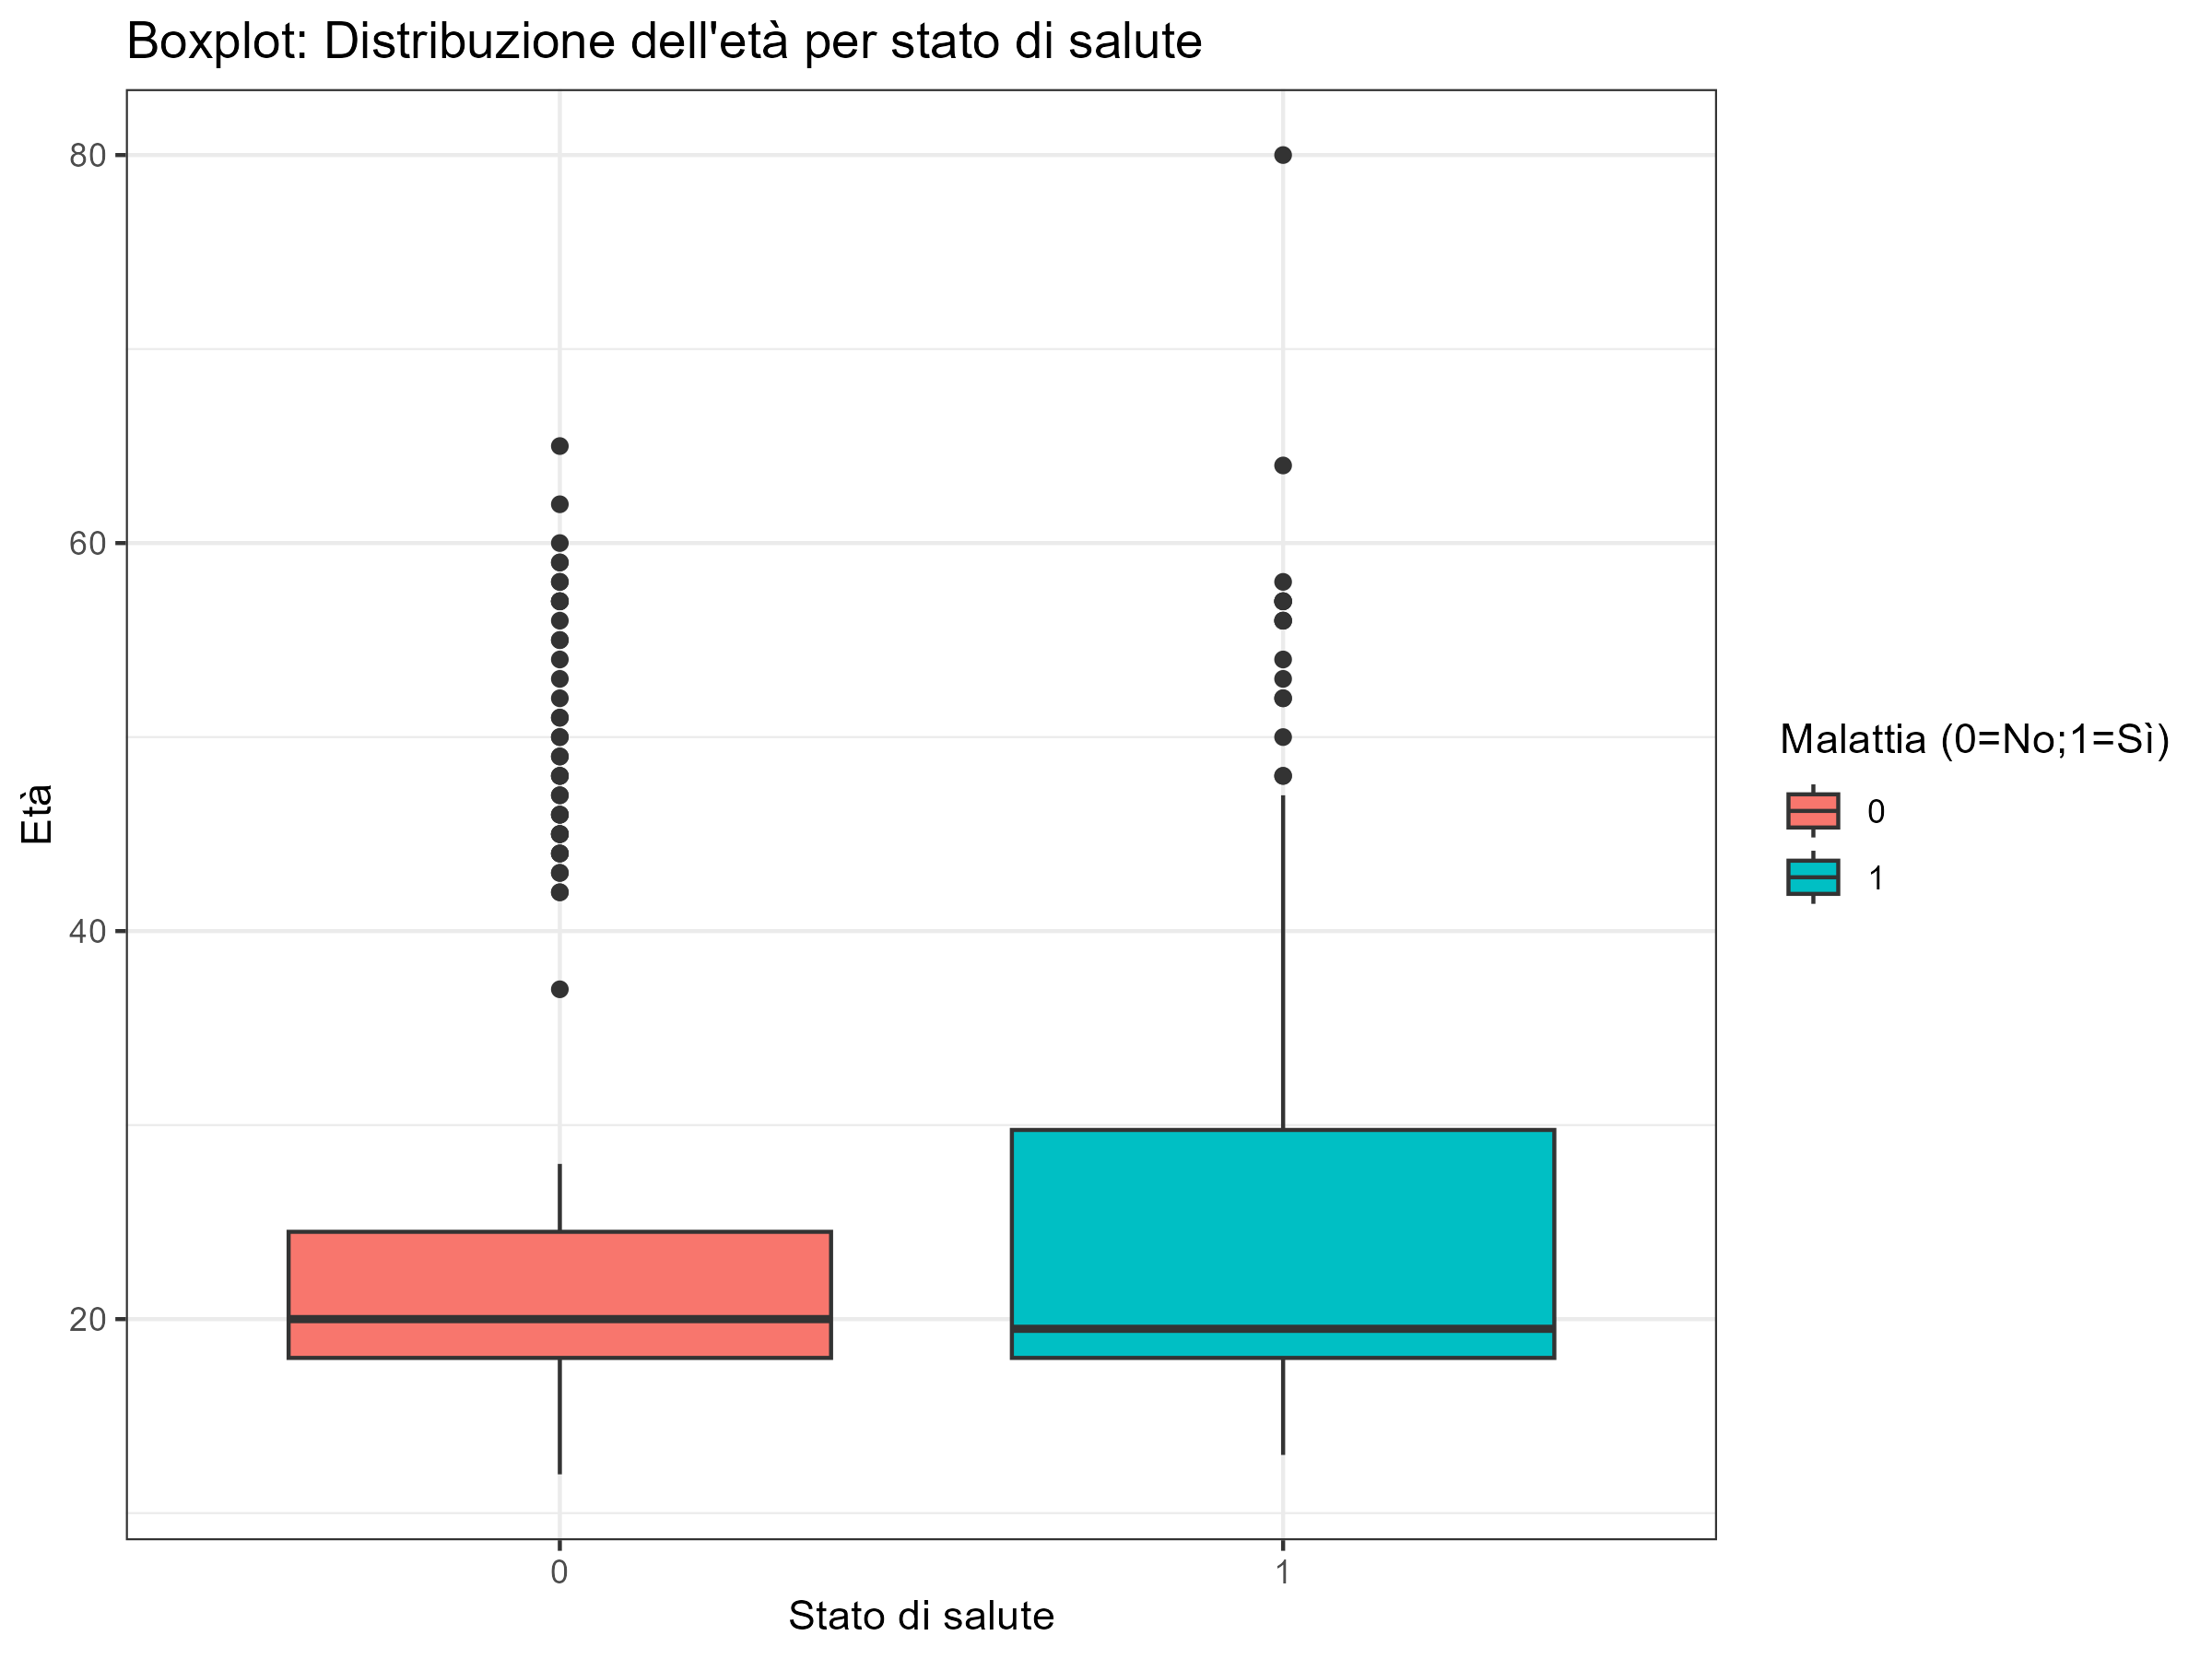 Boxplot: Distribuzione dell'età per stato di salute
80
60
40
20
Età
0
1
Stato di salute
Malattia (0=No;1=Sì)
0
1